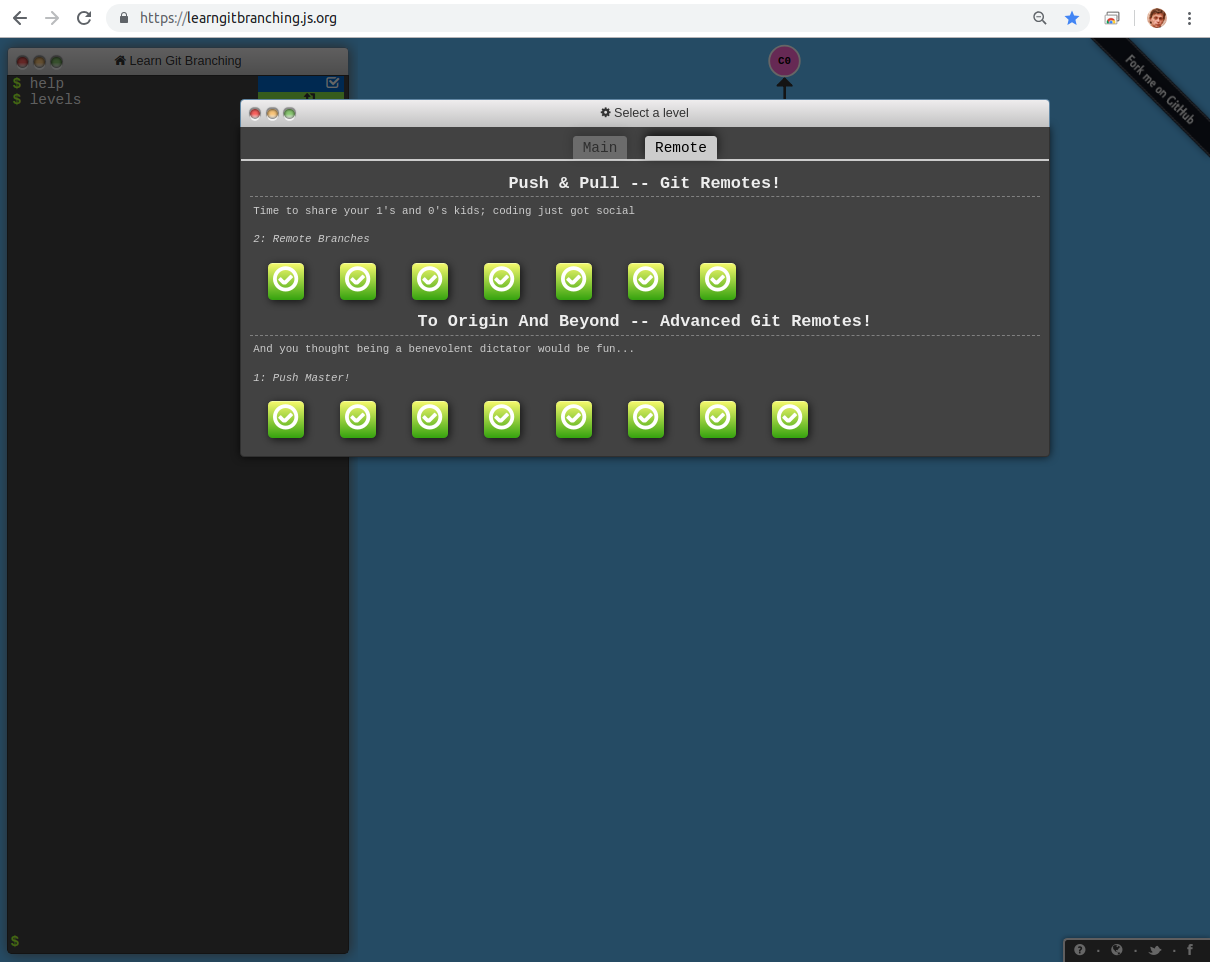 https://learngitbranching.js.org
Learn Git Branching
$ help
$ levels
C0
Fork me on GitHub
Select a level
Main
Remote
Push & Pull -- Git Remotes!
Time to share your 1's and 0's kids; coding just got social
2: Remote Branches
To Origin And Beyond -- Advanced Git Remotes!
And you thought being a benevolent dictator would be fun...
1: Push Master!
$